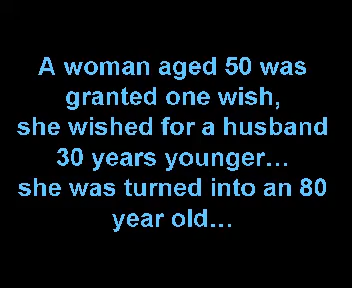 A woman aged 50 was
granted one wish,
she wished for a husband
30 years younger...
she was turned into an 80
year old...